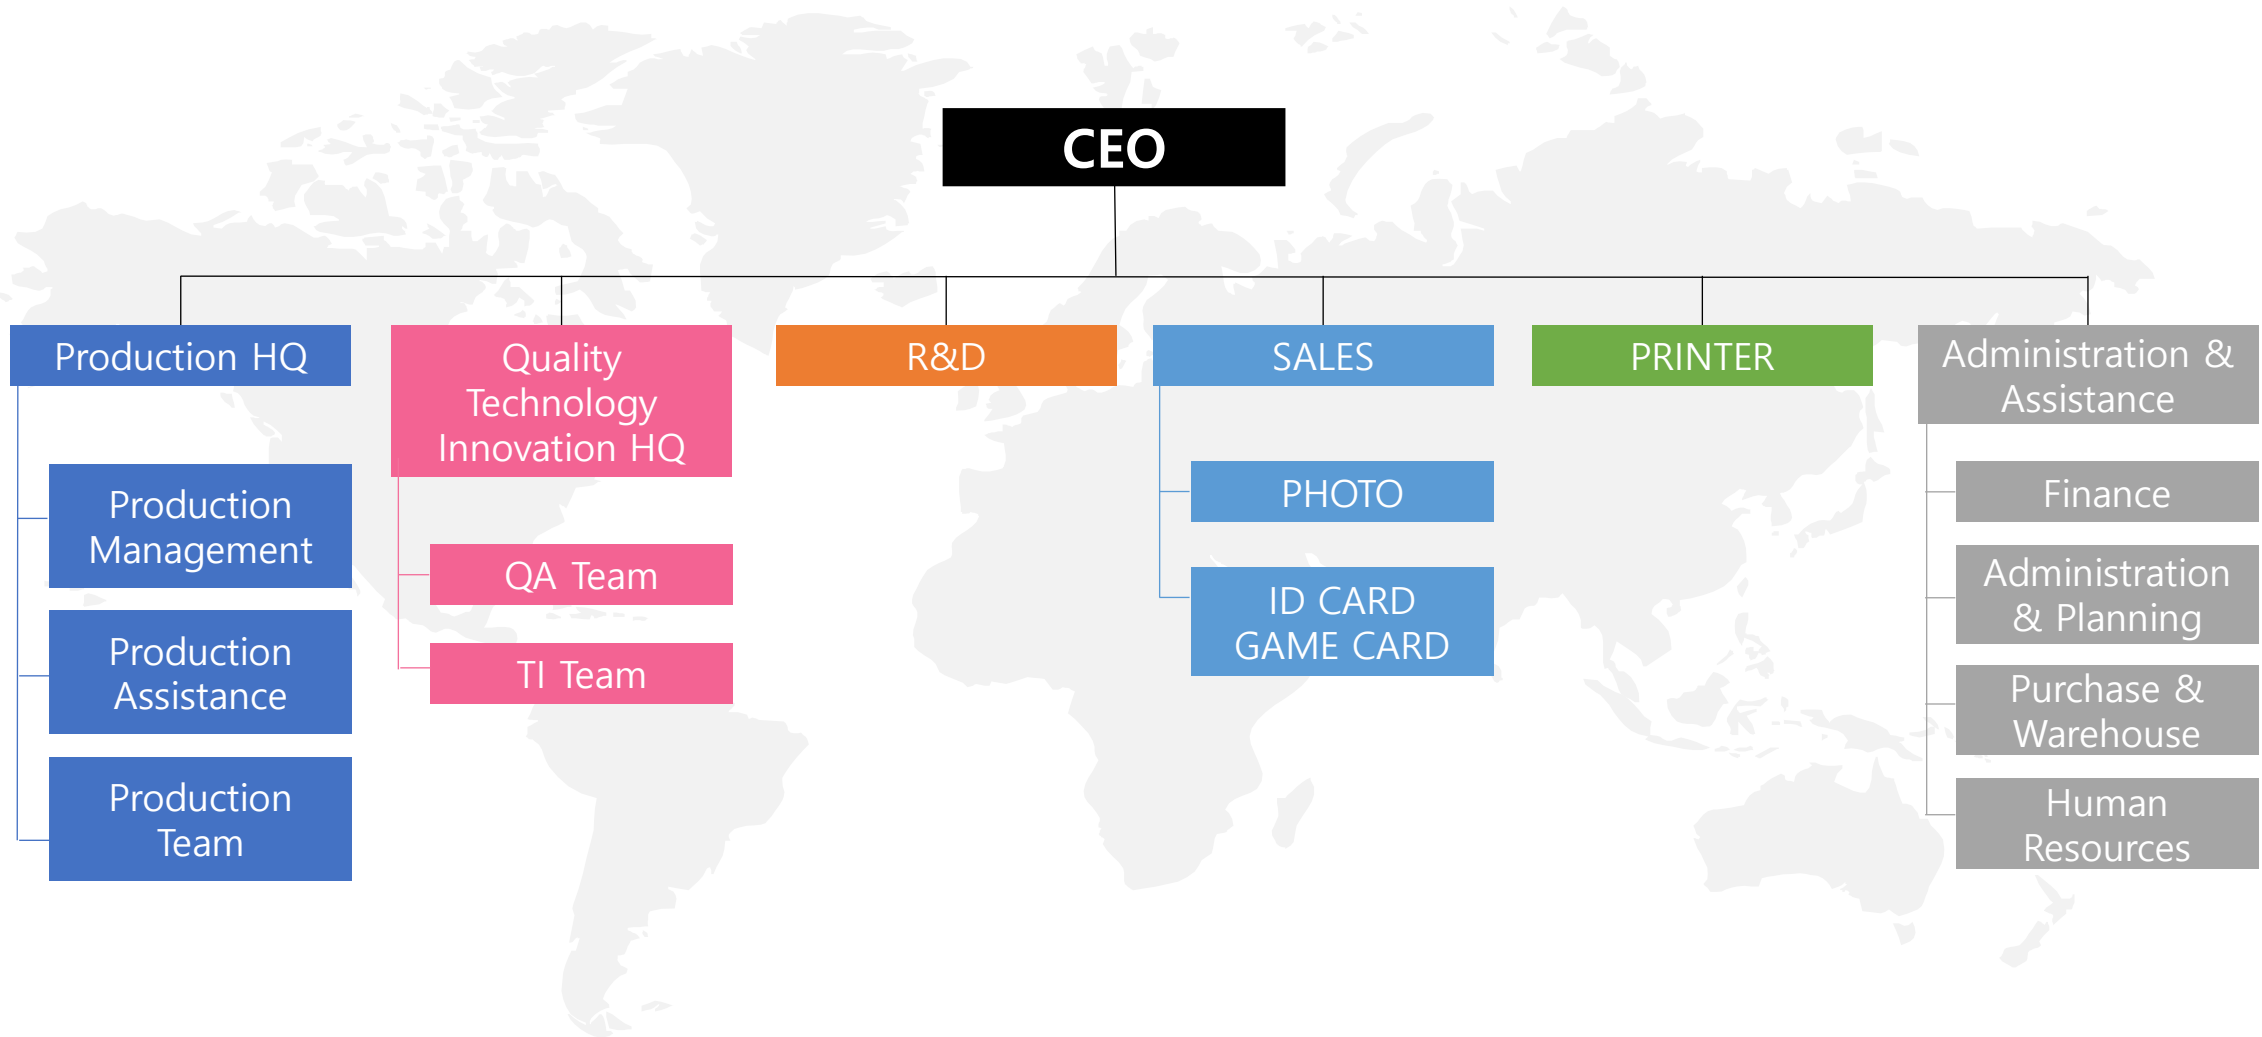 CEO
Production HQ
Quality
Technology
Innovation HQ
R&D
SALES
PRINTER
Administration &
Assistance
Production
Management
Production
Assistance
Production
Team
QA Team
TI Team
PHOTO
ID CARD
GAME CARD
Finance
Administration
& Planning
Purchase &
Warehouse
Human
Resources